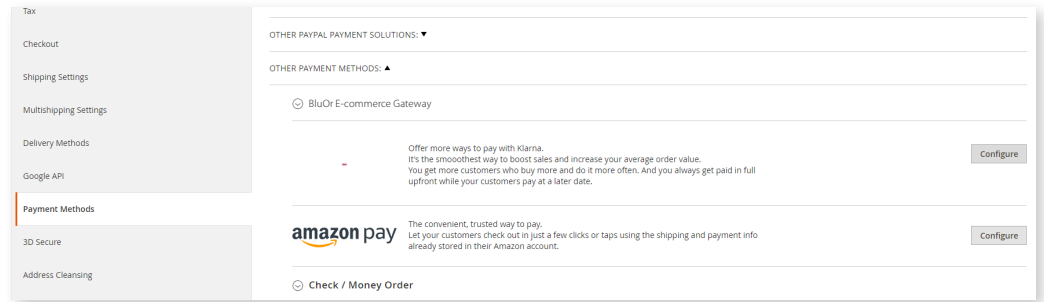 Tax
Checkout
Shipping Settings
Multishipping Settings
Delivery Methods
Google API
Payment Methods
3D Secure
Address Cleansing
OTHER PAYPAL PAYMENT SOLUTIONS:
OTHER PAYMENT METHODS:
BluOr E-commerce Gateway
Offer more ways to pay with Klarna.
It's the smooothest way to boost sales and increase your average order value.
You get more customers who buy more and do it more often. And you always get paid in full
upfront while your customers pay at a later date.
Configure
amazon pay
The convenient, trusted way to pay.
Let your customers check out in just a few clicks or taps using the shipping and payment info
already stored in their Amazon account.
Configure
Check / Money Order